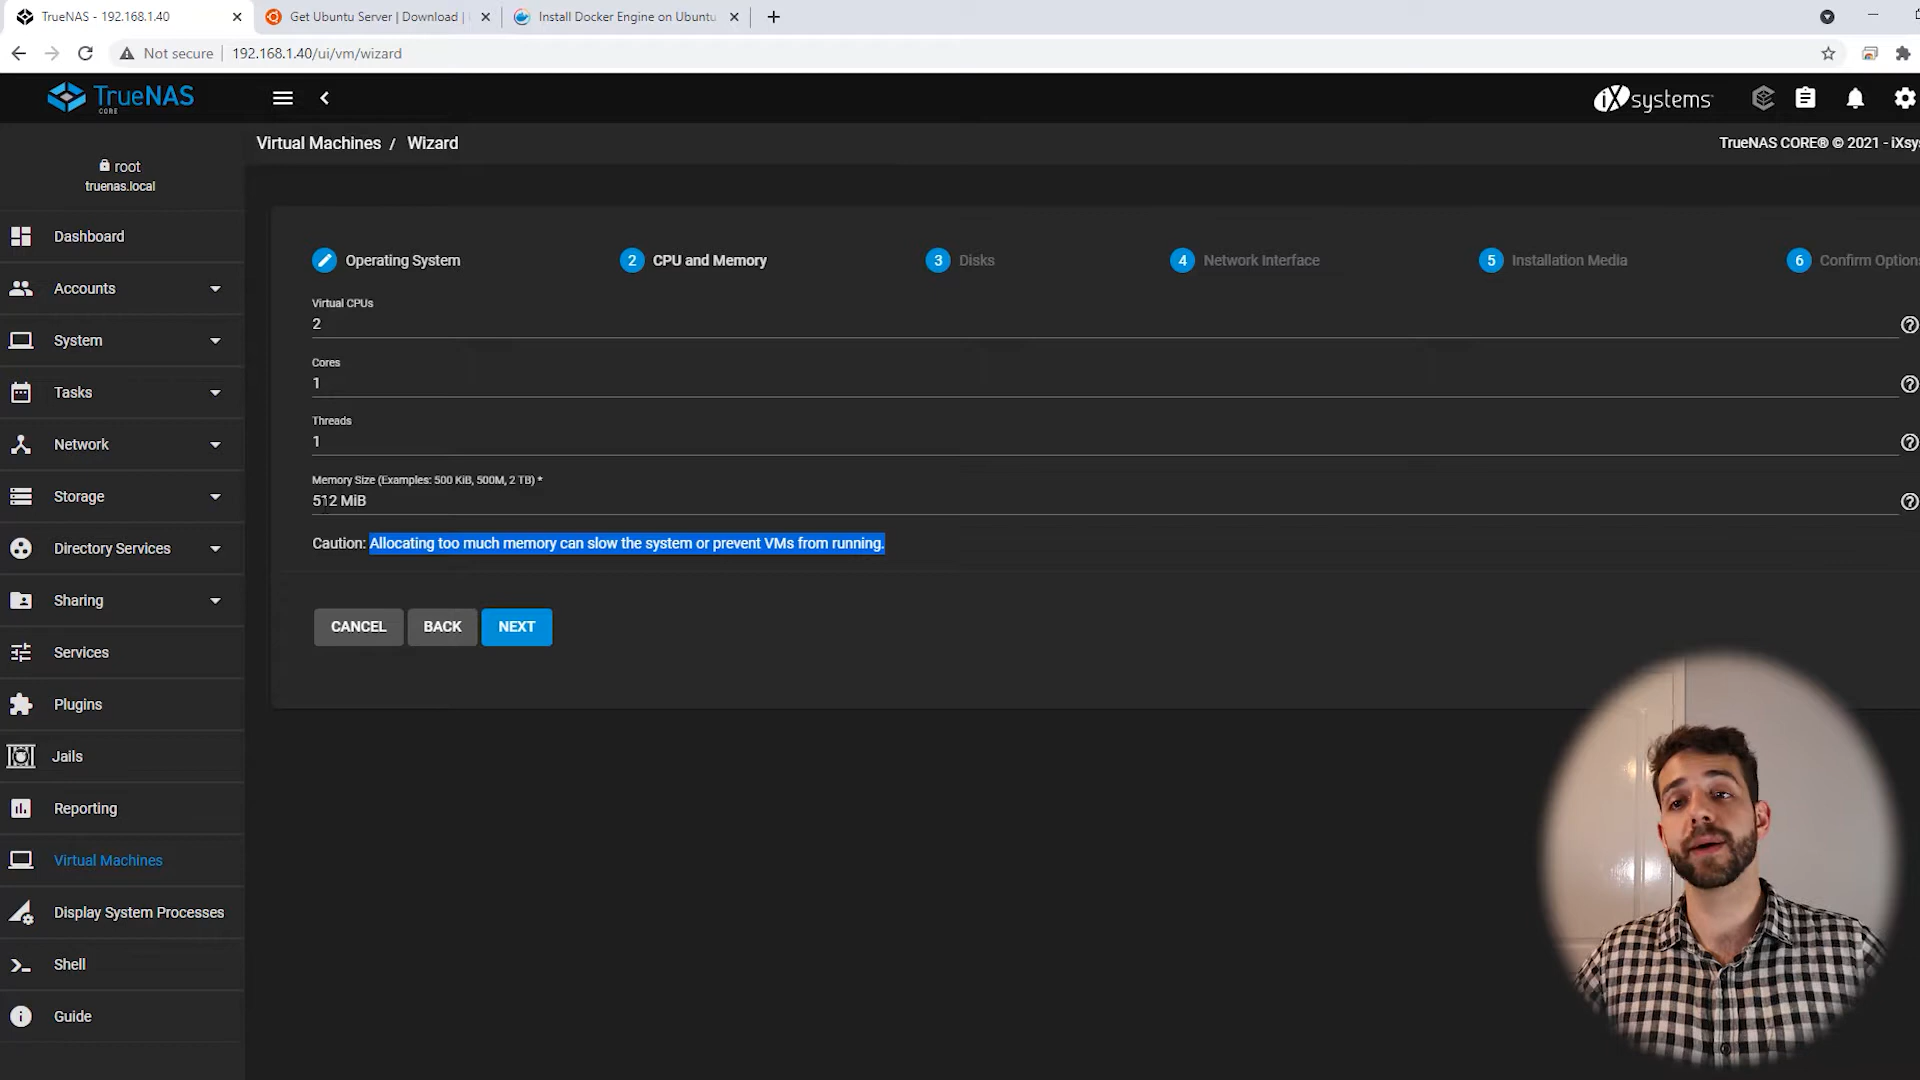 TrueNAS - 192.168.1.40
Get Ubuntu Server | Download |
Install Docker Engine on Ubuntu
Not secure
192.168.1.40/ui/vm/wizard
TrueNAS
CORE
iXsystems
root
truenas.local
Virtual Machines / Wizard
TrueNAS CORE® © 2021 - iXsys
Dashboard
Accounts
System
Tasks
Network
Storage
Directory Services
Sharing
Services
Plugins
Jails
Reporting
Virtual Machines
Display System Processes
Shell
Guide
Operating System
2 CPU and Memory
3 Disks
4 Network Interface
5 Installation Media
6 Confirm Options
Virtual CPUs
2
Cores
1
Threads
1
Memory Size (Examples: 500 KiB, 500M, 2 TB) *
512 MiB
Caution: Allocating too much memory can slow the system or prevent VMs from running.
CANCEL
BACK
NEXT